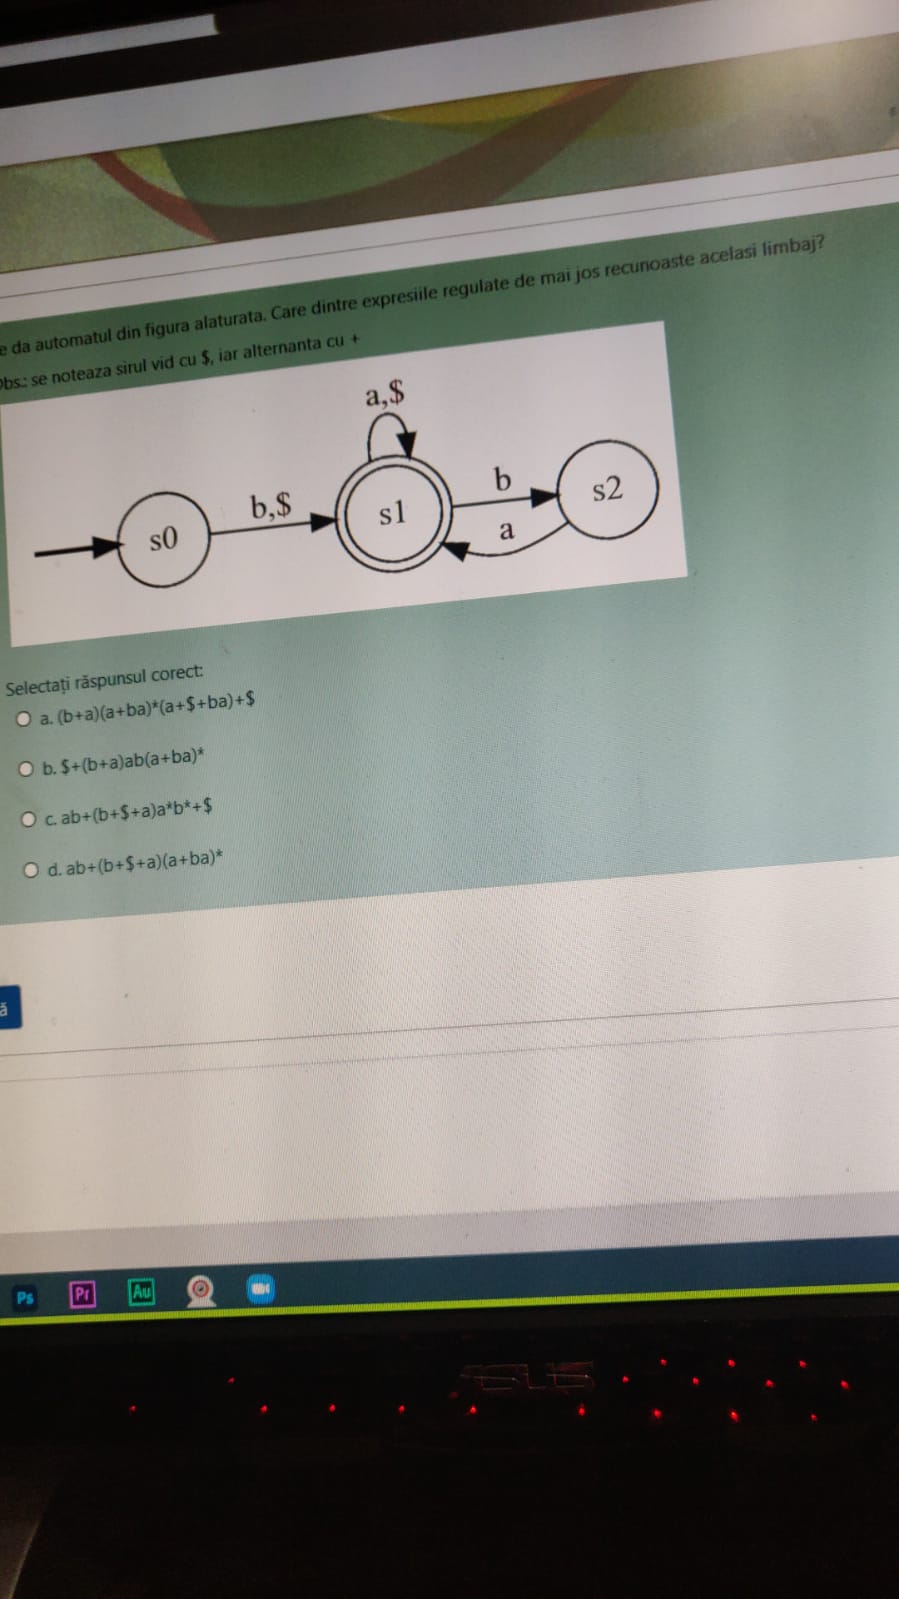 e da automatul din figura alaturata. Care dintre expresiile regulate de mai jos recunoaste acelasi limbaj?
Obs.: se noteaza sirul vid cu $, iar alternanta cu +
a,$
b,$
b
s0
s1
s2
a
Selectați răspunsul corect:
a. (b+a)(a+ba)*(a+$+ba)+$
b. $+(b+a)ab(a+ba)*
c. ab+(b+$+a)a*b*+$
d. ab+(b+$+a)(a+ba)*
ă
Ps
Pr
Au